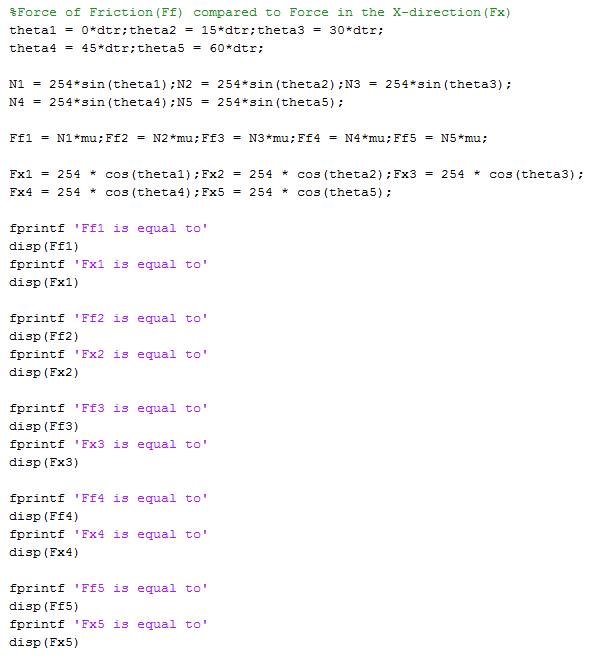 %Force of Friction(Ff) compared to Force in the X-direction(Fx)
theta1 = 0*dtr;theta2 = 15*dtr;theta3 = 30*dtr;
theta4 = 45*dtr;theta5 = 60*dtr;
N1 = 254*sin(theta1);N2 = 254*sin(theta2);N3 = 254*sin(theta3);
N4 = 254*sin(theta4);N5 = 254*sin(theta5);
Ff1 = N1*mu;Ff2 = N2*mu;Ff3 = N3*mu;Ff4 = N4*mu;Ff5 = N5*mu;
Fx1 = 254 * cos(theta1);Fx2 = 254 * cos(theta2);Fx3 = 254 * cos(theta3);
Fx4 = 254 * cos(theta4);Fx5 = 254 * cos(theta5);
fprintf 'Ff1 is equal to'
disp(Ff1)
fprintf 'Fx1 is equal to'
disp(Fx1)
fprintf 'Ff2 is equal to'
disp(Ff2)
fprintf 'Fx2 is equal to'
disp(Fx2)
fprintf 'Ff3 is equal to'
disp(Ff3)
fprintf 'Fx3 is equal to'
disp(Fx3)
fprintf 'Ff4 is equal to'
disp(Ff4)
fprintf 'Fx4 is equal to'
disp(Fx4)
fprintf 'Ff5 is equal to'
disp(Ff5)
fprintf 'Fx5 is equal to'
disp(Fx5)